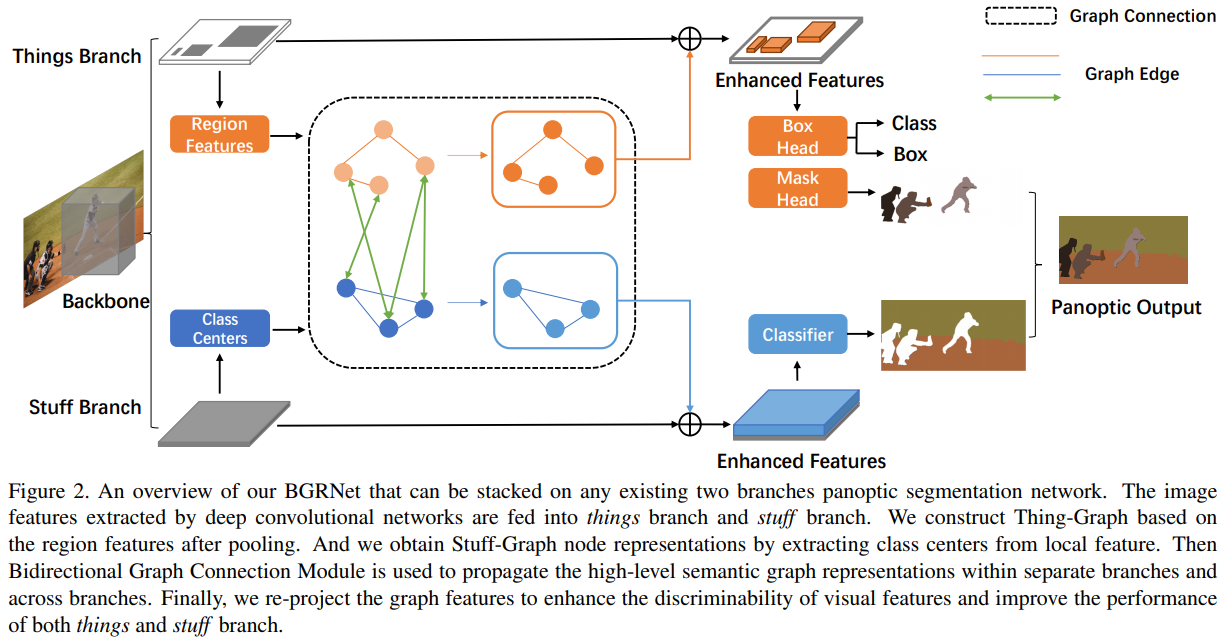 Things Branch
Region
Features
Backbone
Class
Centers
Stuff Branch
Enhanced Features
Box
Head
Class
Box
Mask
Head
Classifier
Enhanced Features
Panoptic Output
Graph Connection
Graph Edge
Figure 2. An overview of our BGRNet that can be stacked on any existing two branches panoptic segmentation network. The image
features extracted by deep convolutional networks are fed into things branch and stuff branch. We construct Thing-Graph based on
the region features after pooling. And we obtain Stuff-Graph node representations by extracting class centers from local feature. Then
Bidirectional Graph Connection Module is used to propagate the high-level semantic graph representations within separate branches and
across branches. Finally, we re-project the graph features to enhance the discriminability of visual features and improve the performance
of both things and stuff branch.